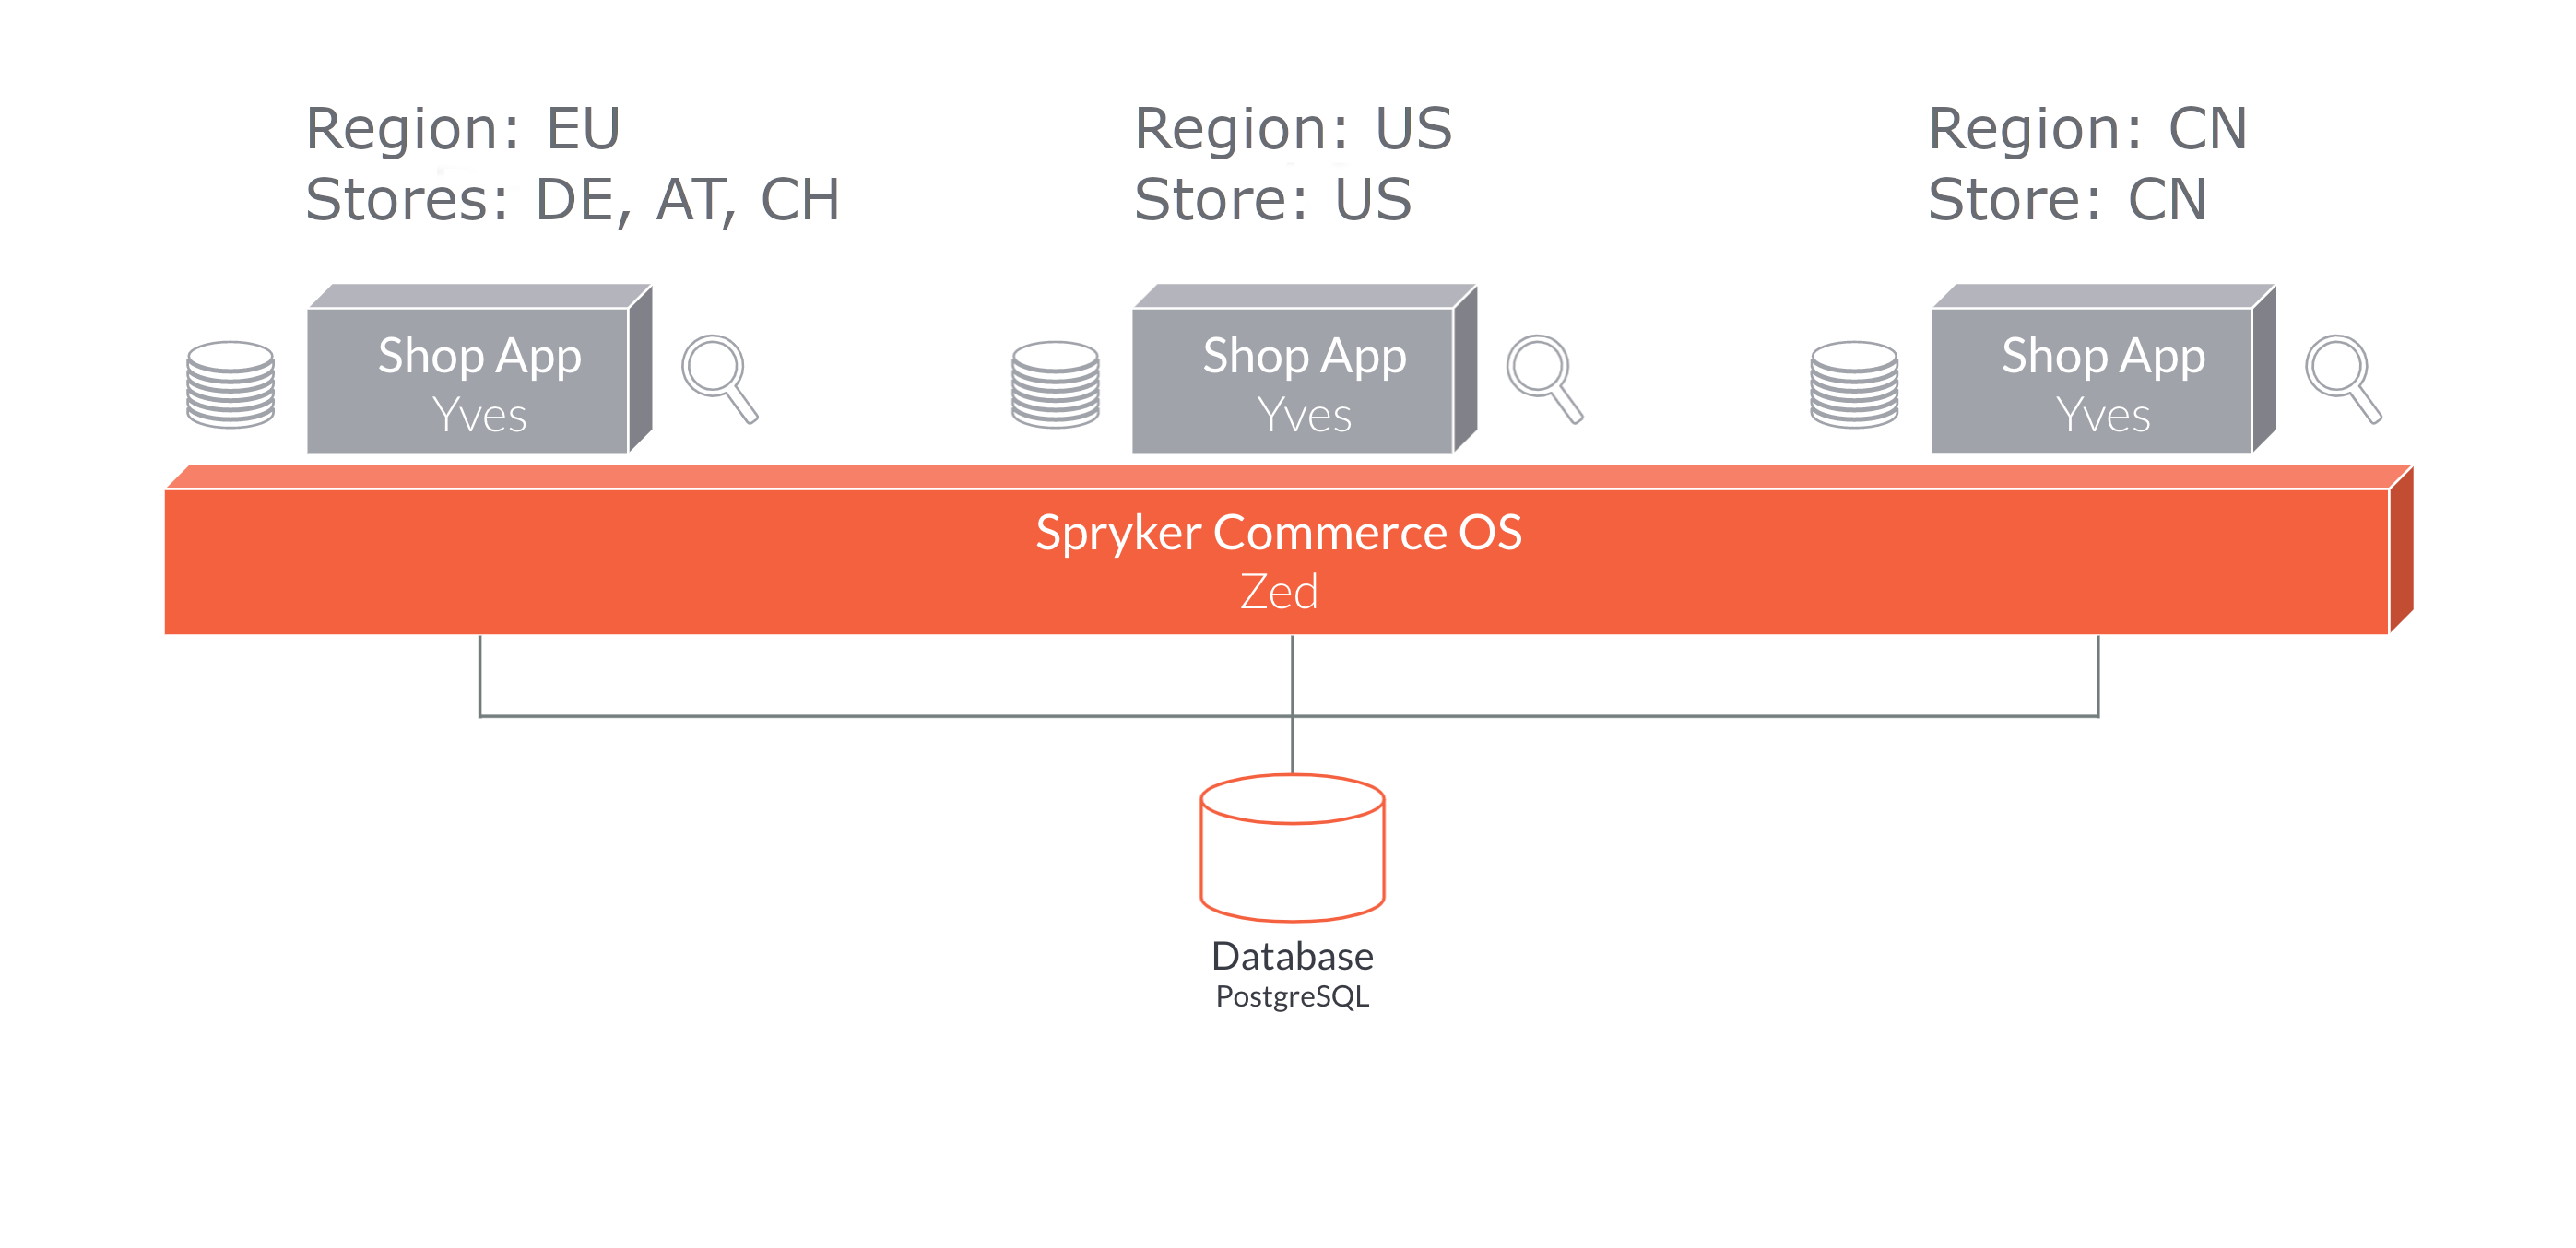 Region: EU
Stores: DE, AT, CH
Region: US
Store: US
Region: CN
Store: CN
Shop App
Yves
Shop App
Yves
Shop App
Yves
Spryker Commerce OS
Zed
Database
PostgreSQL